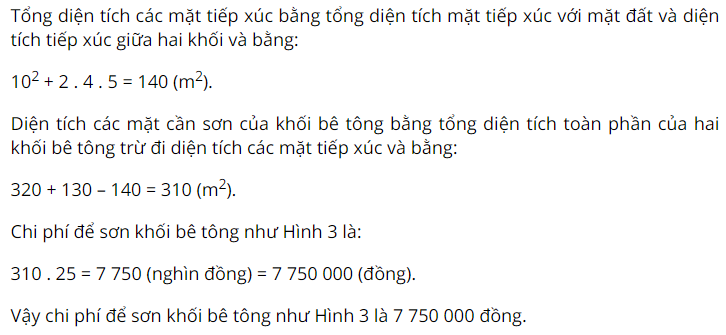 Tổng diện tích các mặt tiếp xúc bằng tổng diện tích mặt tiếp xúc với mặt đất và diện
tích tiếp xúc giữa hai khối và bằng:
10² + 2 . 4 . 5 = 140 (m²).
Diện tích các mặt cần sơn của khối bê tông bằng tổng diện tích toàn phần của hai
khối bê tông trừ đi diện tích các mặt tiếp xúc và bằng:
320 + 130 – 140 = 310 (m²).
Chi phí để sơn khối bê tông như Hình 3 là:
310 . 25 = 7 750 (nghìn đồng) = 7 750 000 (đồng).
Vậy chi phí để sơn khối bê tông như Hình 3 là 7 750 000 đồng.